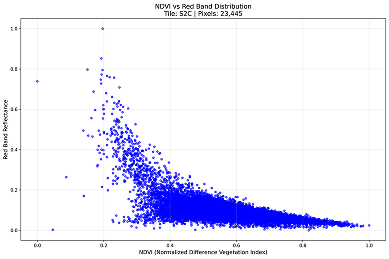 NDVI vs Red Band Distribution
Tile: S2C | Pixels: 23,445
1.0
0.8
0.6
0.4
0.2
0.0
Red Band Reflectance
0.0 0.2 0.4 0.6 0.8 1.0
NDVI (Normalized Difference Vegetation Index)